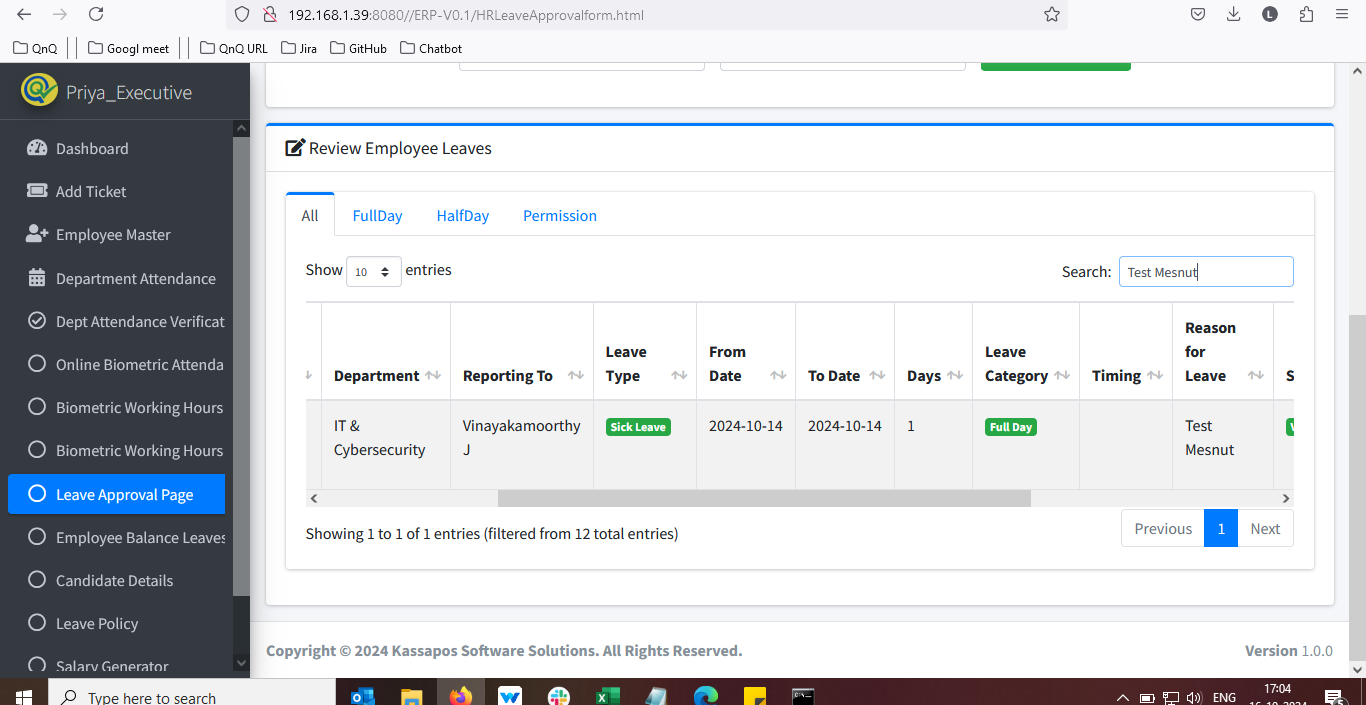 192.168.1.39:8080//ERP-V0.1/HRLeaveApprovalform.html
L
QnQ
Googl meet
QnQ URL
Jira
GitHub
Chatbot
Priya_Executive
Dashboard
Add Ticket
Employee Master
Department Attendance
Dept Attendance Verificat
Online Biometric Attenda
Biometric Working Hours
Biometric Working Hours
Leave Approval Page
Employee Balance Leaves
Candidate Details
Leave Policy
Salary Generator
Review Employee Leaves
All FullDay HalfDay Permission
Show 10 entries
Search: Test Mesnut
Department
Reporting To
Leave Type
From Date
To Date
Days
Leave Category
Timing
Reason for Leave
S
IT & Cybersecurity
Vinayakamoorthy J
Sick Leave
2024-10-14
2024-10-14
1
Full Day
Test Mesnut
Showing 1 to 1 of 1 entries (filtered from 12 total entries)
Previous 1 Next
Copyright © 2024 Kassapos Software Solutions. All Rights Reserved.
Version 1.0.0
Type here to search
ENG
17:04
16-10-2024
5